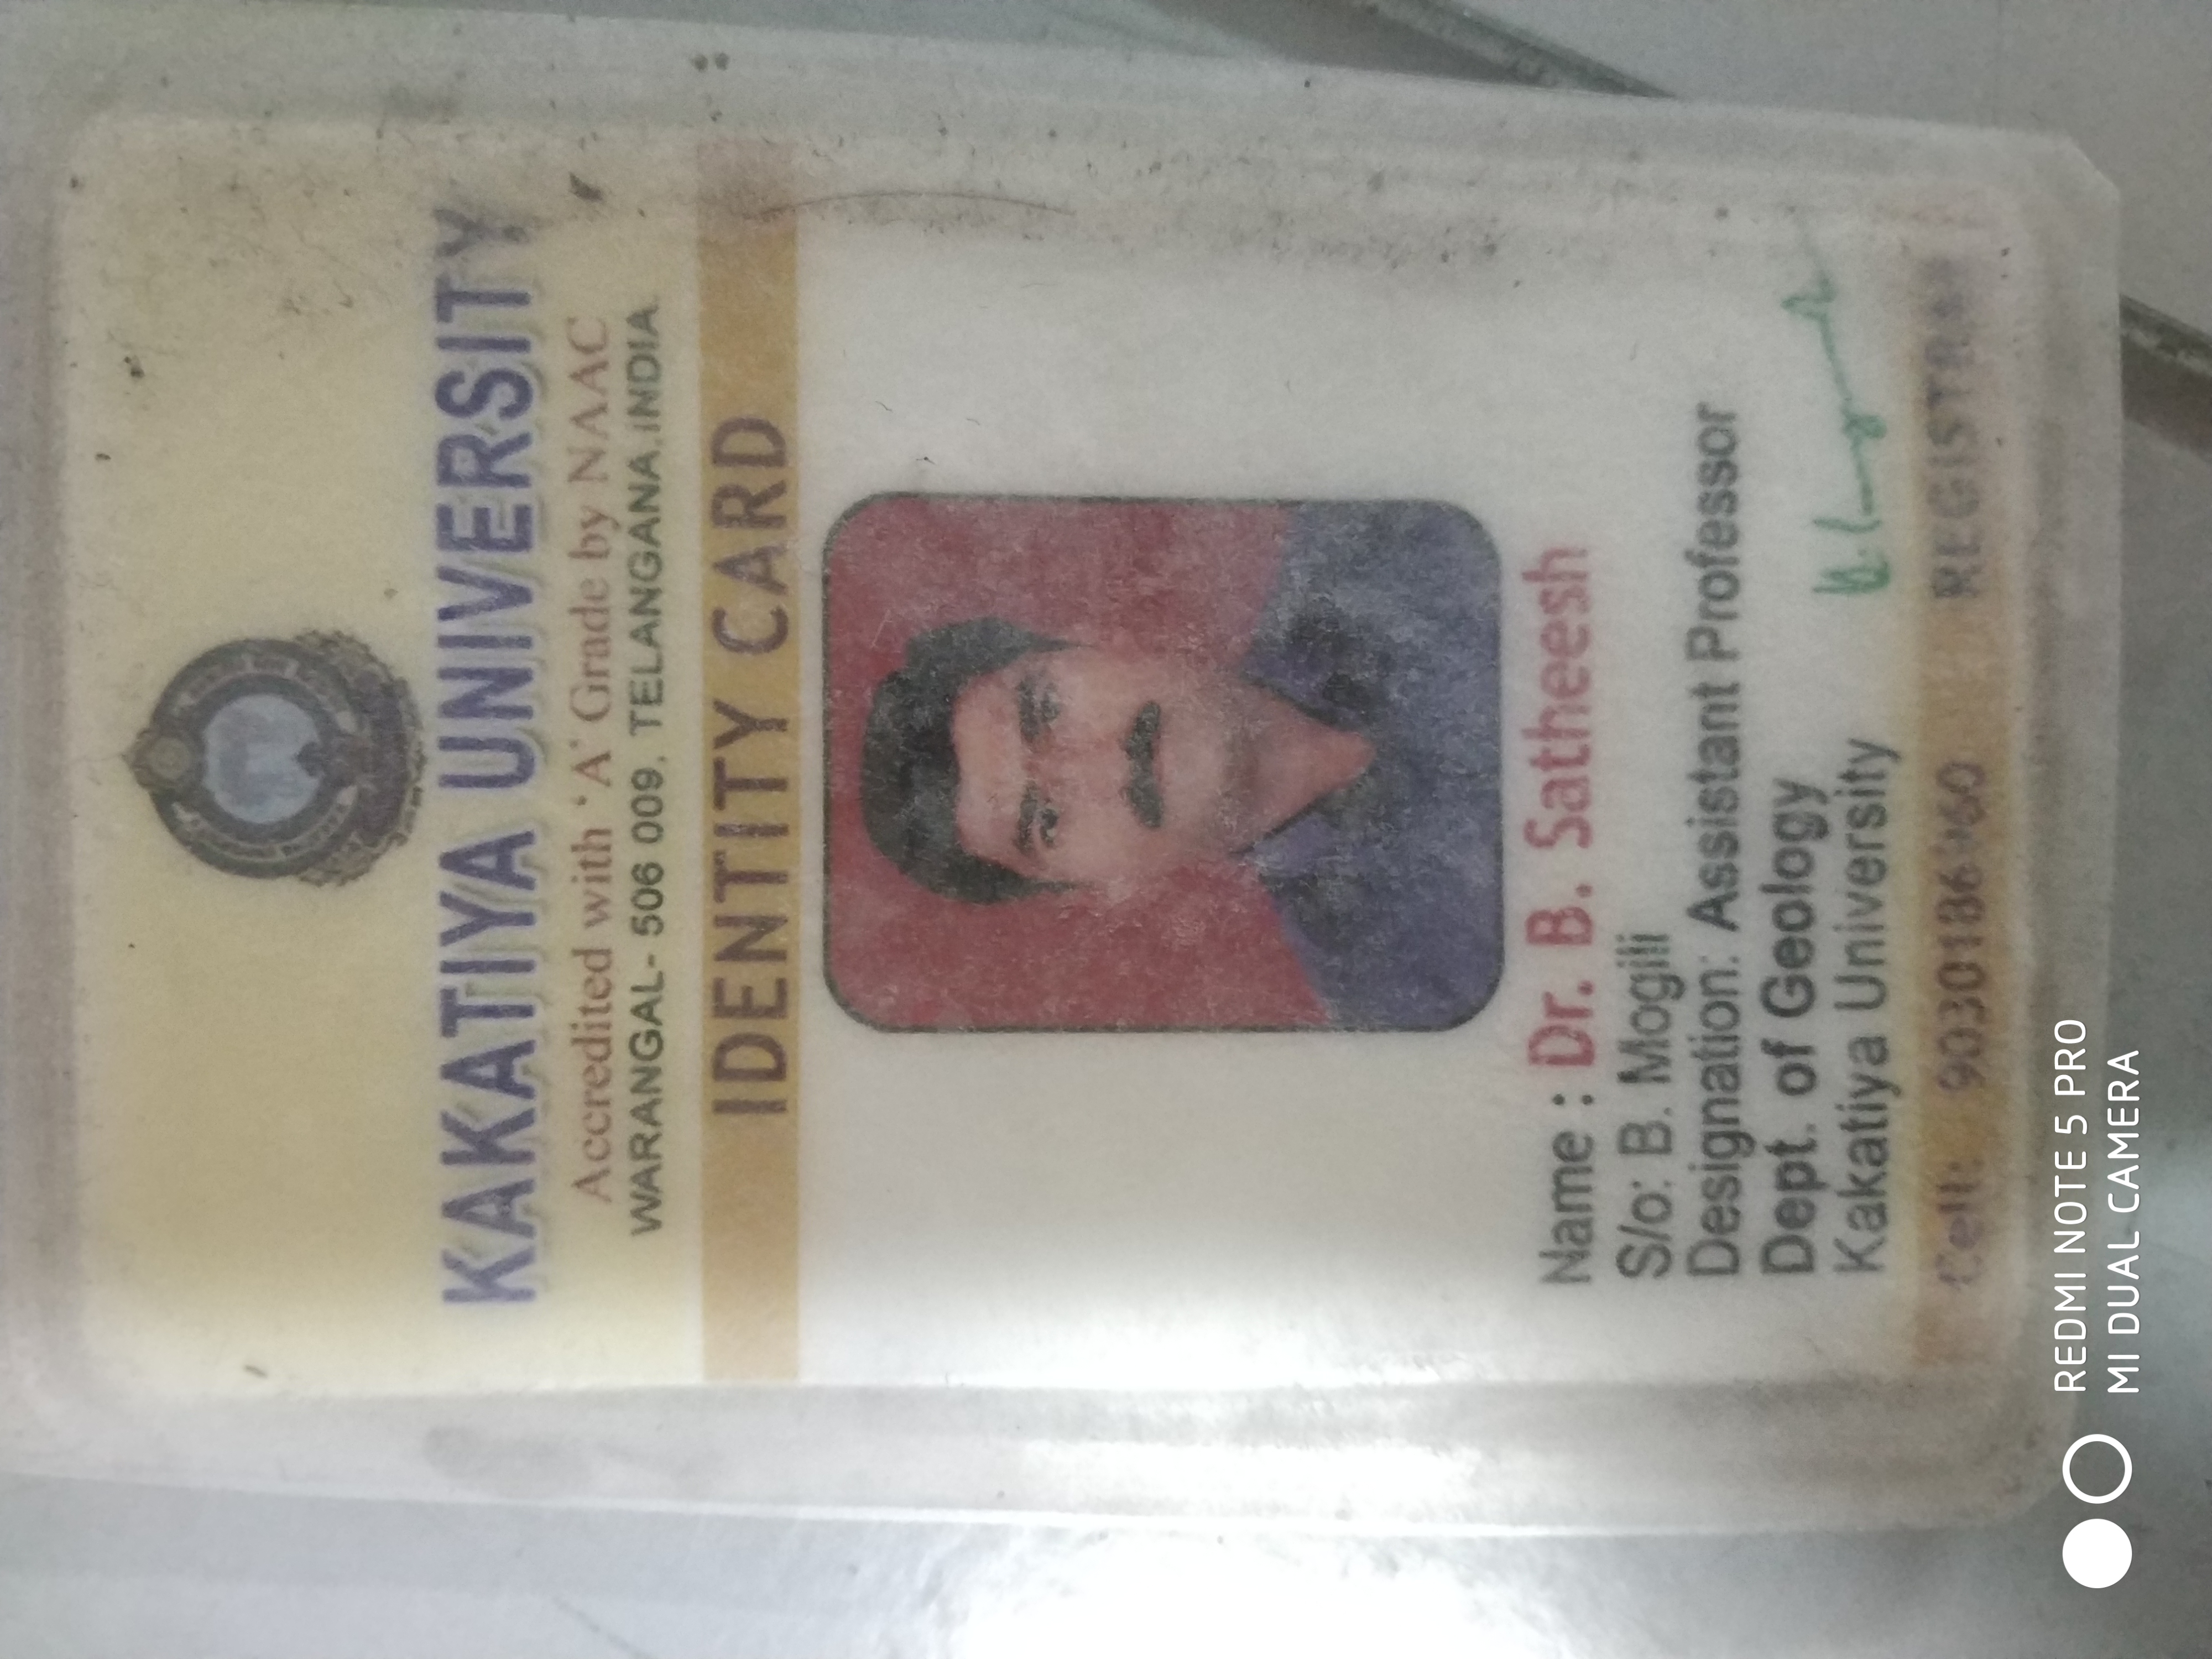 KAKATIYA UNIVERSITY
Accredited with 'A' Grade by NAAC
WARANGAL- 506 009, TELANGANA,INDIA.
IDENTITY CARD
Name : Dr. B. Satheesh
S/o: B. Mogili
Designation: Assistant Professor
Dept. of Geology
Kakatiya University
Cell:
REGISTRAR
REDMI NOTE 5 PRO
MI DUAL CAMERA